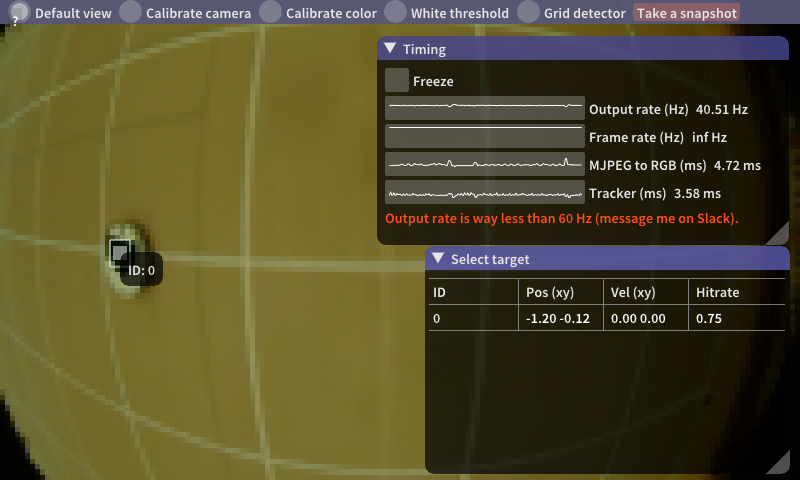 ? Default view Calibrate camera Calibrate color White threshold Grid detector Take a snapshot
Timing
Freeze
Output rate (Hz) 40.51 Hz
Frame rate (Hz) inf Hz
MJPEG to RGB (ms) 4.72 ms
Tracker (ms) 3.58 ms
Output rate is way less than 60 Hz (message me on Slack).
Select target
ID Pos (xy) Vel (xy) Hitrate
0 -1.20 -0.12 0.00 0.00 0.75
ID: 0